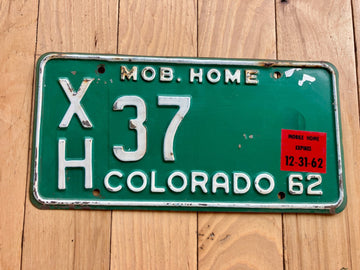 MOB. HOME
XH 37
MOBILE HOME
EXPIRES
12-31-62
COLORADO 62